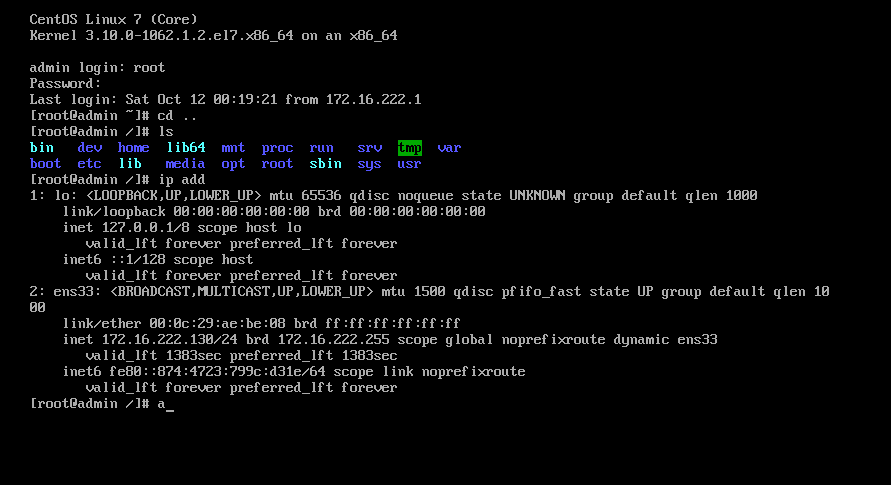 CentOS Linux 7 (Core)
Kernel 3.10.0-1062.1.2.el7.x86_64 on an x86_64
admin login: root
Password:
Last login: Sat Oct 12 00:19:21 from 172.16.222.1
[root@admin ~]# cd ..
[root@admin /]# ls
bin dev home lib64 mnt proc run srv tmp var
boot etc lib media opt root sbin sys usr
[root@admin /]# ip add
1: lo: <LOOPBACK,UP,LOWER_UP> mtu 65536 qdisc noqueue state UNKNOWN group default qlen 1000
link/loopback 00:00:00:00:00:00 brd 00:00:00:00:00:00
inet 127.0.0.1/8 scope host lo
valid_lft forever preferred_lft forever
inet6 ::1/128 scope host
valid_lft forever preferred_lft forever
2: ens33: <BROADCAST,MULTICAST,UP,LOWER_UP> mtu 1500 qdisc pfifo_fast state UP group default qlen 10
00
link/ether 00:0c:29:ae:be:08 brd ff:ff:ff:ff:ff:ff
inet 172.16.222.130/24 brd 172.16.222.255 scope global noprefixroute dynamic ens33
valid_lft 1383sec preferred_lft 1383sec
inet6 fe80::874:4723:799c:d31e/64 scope link noprefixroute
valid_lft forever preferred_lft forever
[root@admin /]# a_